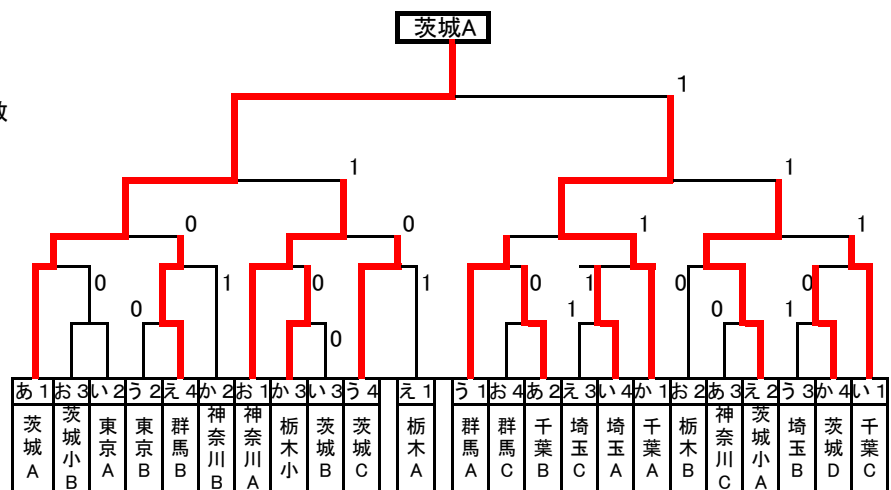 茨城A
1
数
1
1
0
0
1
1
0
1
0
0
1
0
1
0
0
0
1
1
0
0
あ1 お3 い2 う2 え4 か2 お1 か3 い3 う4 え1 う1 お4 あ2 え3 い4 か1 お2 あ3 え2 う3 か4 い1
茨城A
茨城小B
東京A
東京B
群馬B
神奈川B
神奈川A
栃木小
茨城B
茨城C
栃木A
群馬A
群馬C
千葉B
埼玉C
埼玉A
千葉A
栃木B
神奈川C
茨城小A
埼玉B
茨城D
千葉C